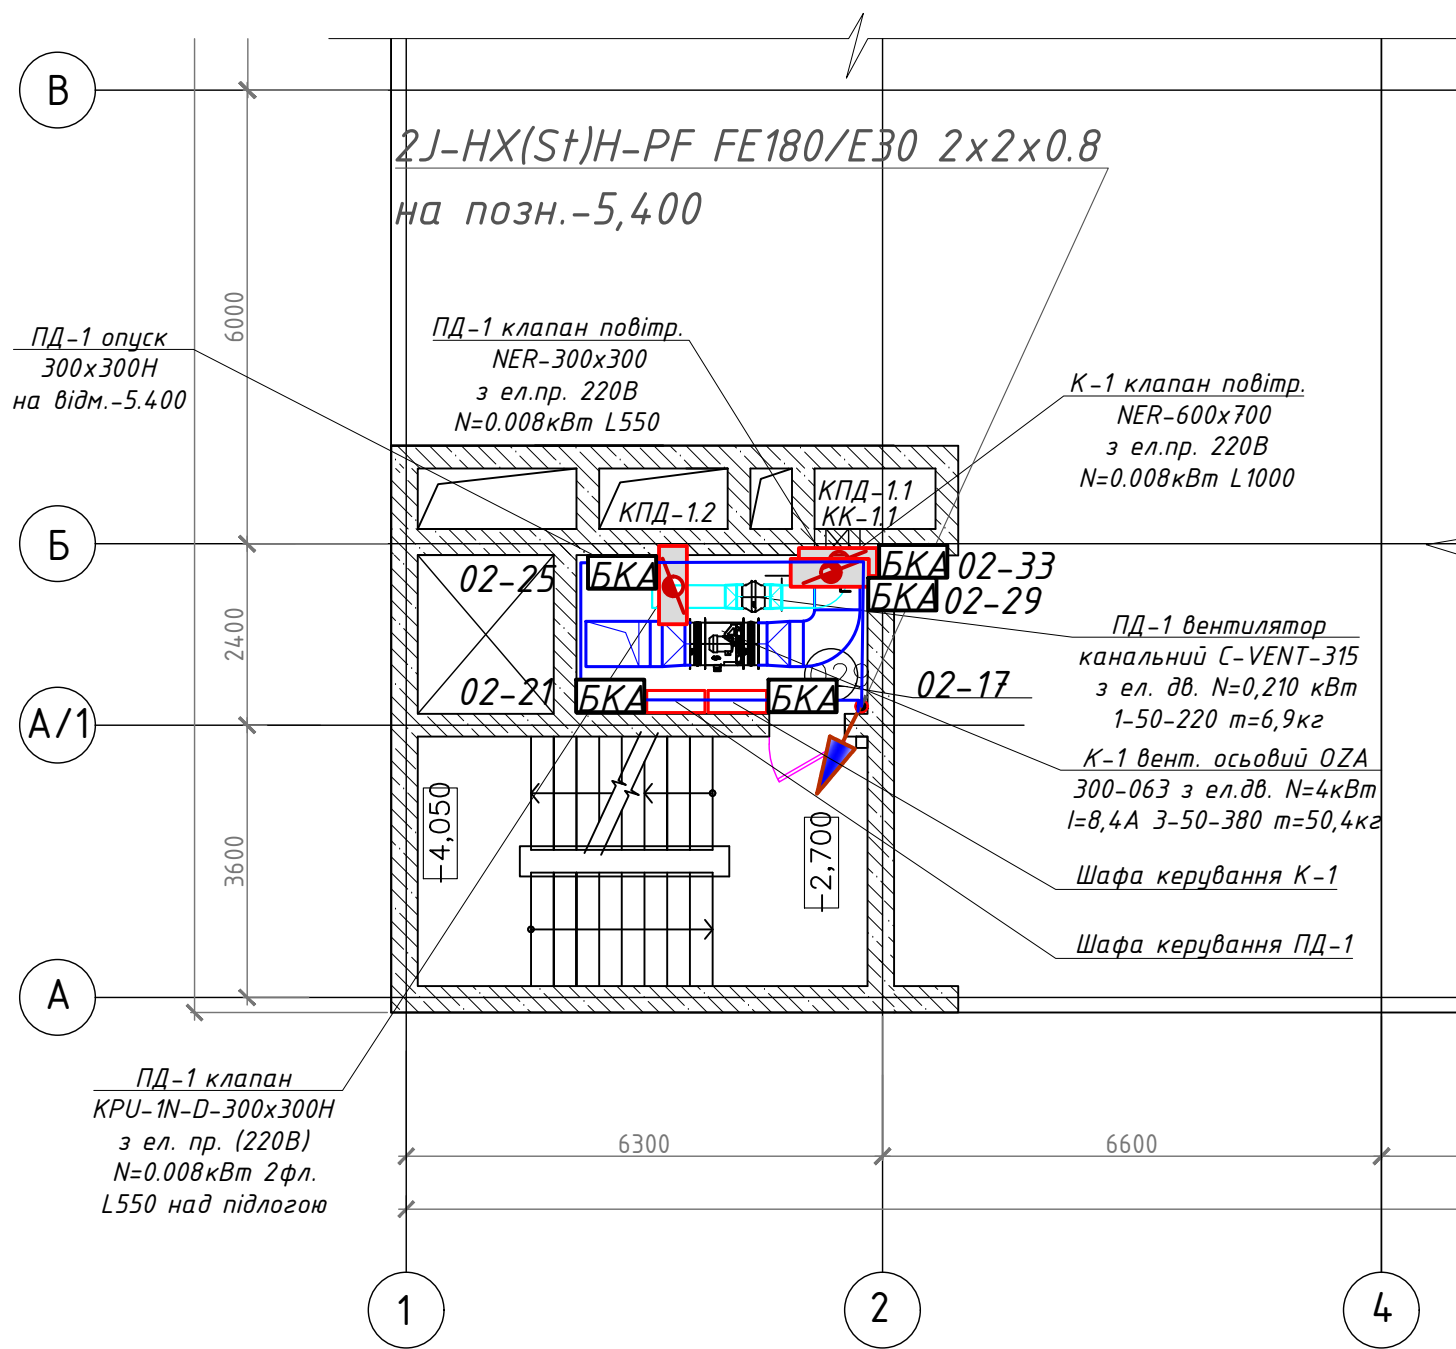 В
2J-HX(St)H-PF FE180/E30 2x2x0.8
на позн.-5,400
6000
ПД-1 опуск
300х300Н
на відм.-5.400
ПД-1 клапан повітр.
NER-300х300
з ел.пр. 220В
N=0.008кВт L550
К-1 клапан повітр.
NER-600х700
з ел.пр. 220В
N=0.008кВт L1000
КПД-1.2
КПД-1.1
КК-1.1
Б
02-25
БКА
БКА
02-33
БКА
02-29
2400
02-21
БКА
БКА
02-17
А/1
ПД-1 вентилятор
канальний C-VENT-315
з ел. дв. N=0,210 кВт
1-50-220 m=6,9кг
К-1 вент. осьовий OZA
300-063 з ел.дв. N=4кВт
I=8,4А 3-50-380 m=50,4кг
-4,050
-2,700
3600
Шафа керування К-1
Шафа керування ПД-1
А
ПД-1 клапан
KPU-1N-D-300х300Н
з ел. пр. (220В)
N=0.008кВт 2фл.
L550 над підлогою
6300
6600
1
2
4